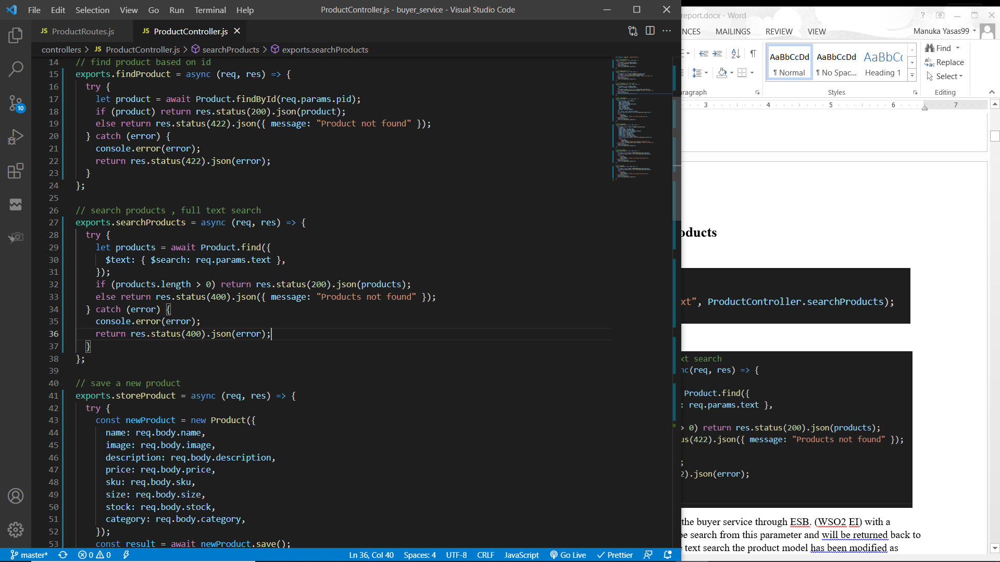 File Edit Selection View Go Run Terminal Help
ProductController.js - buyer_service - Visual Studio Code
JS ProductRoutes.js
JS ProductController.js
controllers > JS ProductController.js > searchProducts > exports.searchProducts
14 // find product based on id
15 exports.findProduct = async (req, res) => {
16 try {
17 let product = await Product.findById(req.params.pid);
18 if (product) return res.status(200).json(product);
19 else return res.status(422).json({ message: "Product not found" });
20 } catch (error) {
21 console.error(error);
22 return res.status(422).json(error);
23 }
24 };
25
26 // search products , full text search
27 exports.searchProducts = async (req, res) => {
28 try {
29 let products = await Product.find({
30 $text: { $search: req.params.text },
31 });
32 if (products.length > 0) return res.status(200).json(products);
33 else return res.status(400).json({ message: "Products not found" });
34 } catch (error) {
35 console.error(error);
36 return res.status(400).json(error);
37 }
38 };
39
40 // save a new product
41 exports.storeProduct = async (req, res) => {
42 try {
43 const newProduct = new Product({
44 name: req.body.name,
45 image: req.body.image,
46 description: req.body.description,
47 price: req.body.price,
48 sku: req.body.sku,
49 size: req.body.size,
50 stock: req.body.stock,
51 category: req.body.category,
52 });
53 const result = await newProduct.save();
10
master* 0 0 Ln 36, Col 40 Spaces: 4 UTF-8 CRLF JavaScript Go Live Prettier
report.docx - Word
NCES MAILINGS REVIEW VIEW Manuka Yasas99
AaBbCcDd AaBbCcDd AaBbCc
¶ Normal ¶ No Spac... Heading 1
Find
Replace
Select
ragraph Styles Editing
3 4 5 6 7
oducts
xt", ProductController.searchProducts);
xt search
nc(req, res) => {
Product.find({
: req.params.text },
> 0) return res.status(200).json(products);
us(422).json({ message: "Products not found" });
;
2).json(error);
the buyer service through ESB. (WSO2 EI) with a
be search from this parameter and will be returned back to
e text search the product model has been modified as